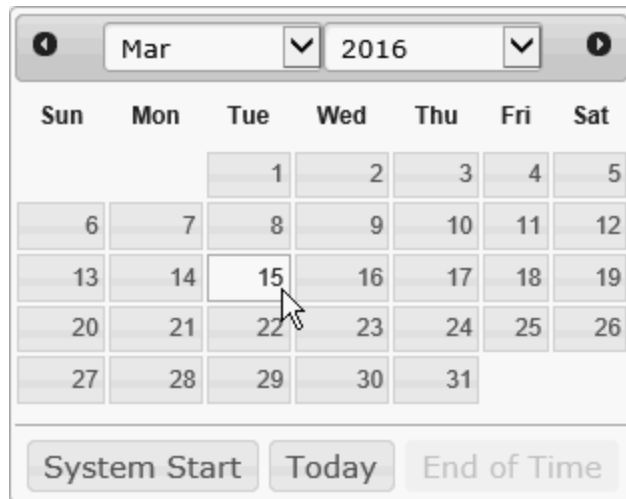 Mar 2016
Sun Mon Tue Wed Thu Fri Sat
1 2 3 4 5
6 7 8 9 10 11 12
13 14 15 16 17 18 19
20 21 22 23 24 25 26
27 28 29 30 31
System Start Today End of Time